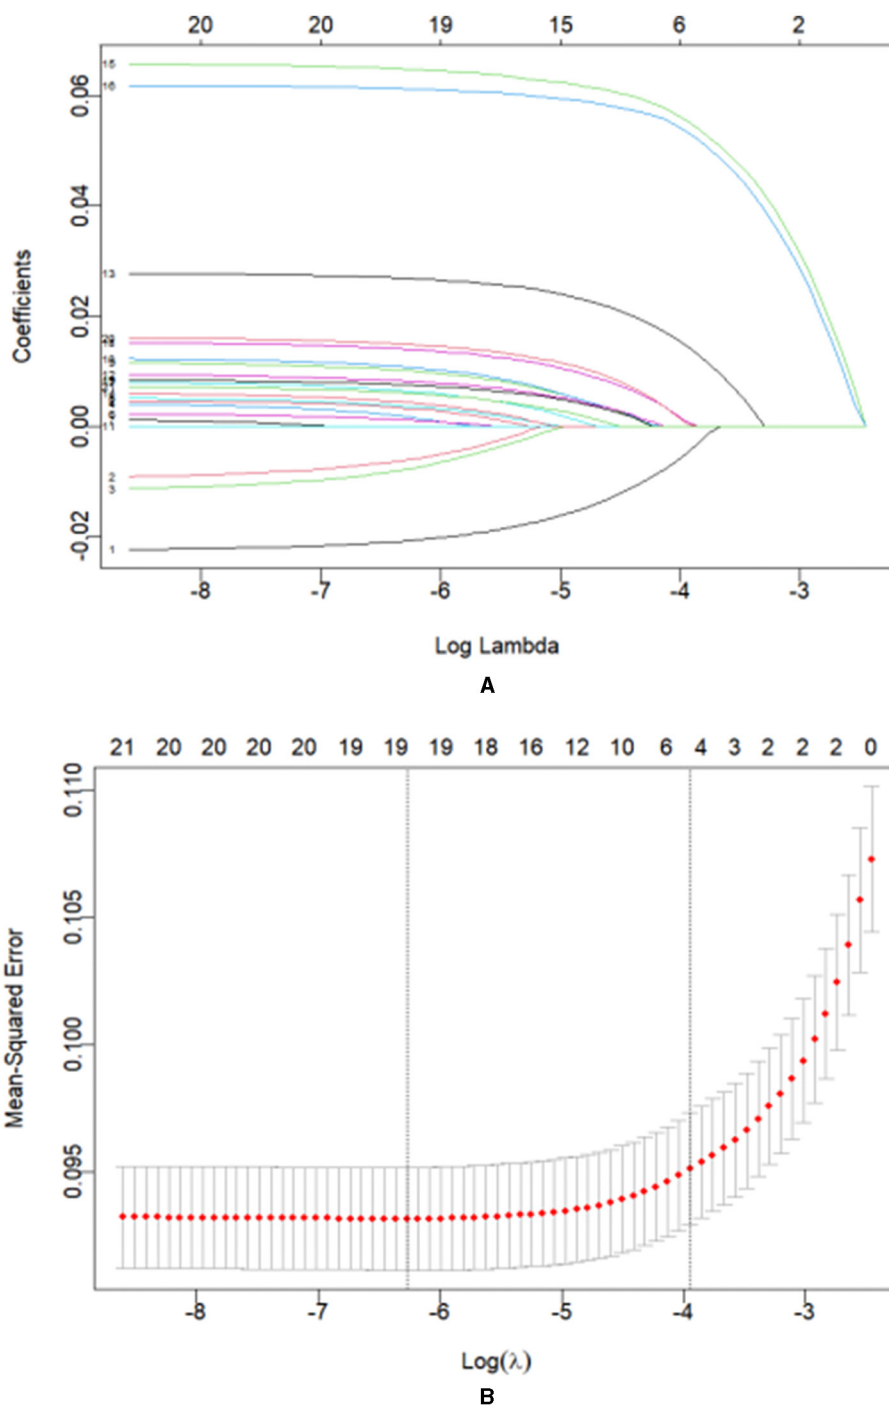 20 20 19 15 6 2
0.06
0.04
0.02
0.00
-0.02
Coefficients
15
16
13
11
2
3
1
-8 -7 -6 -5 -4 -3
Log Lambda
A
21 20 20 20 20 19 19 19 18 16 12 10 6 4 3 2 2 2 0
0.110
0.105
0.100
0.095
Mean-Squared Error
-8 -7 -6 -5 -4 -3
Log(λ)
B